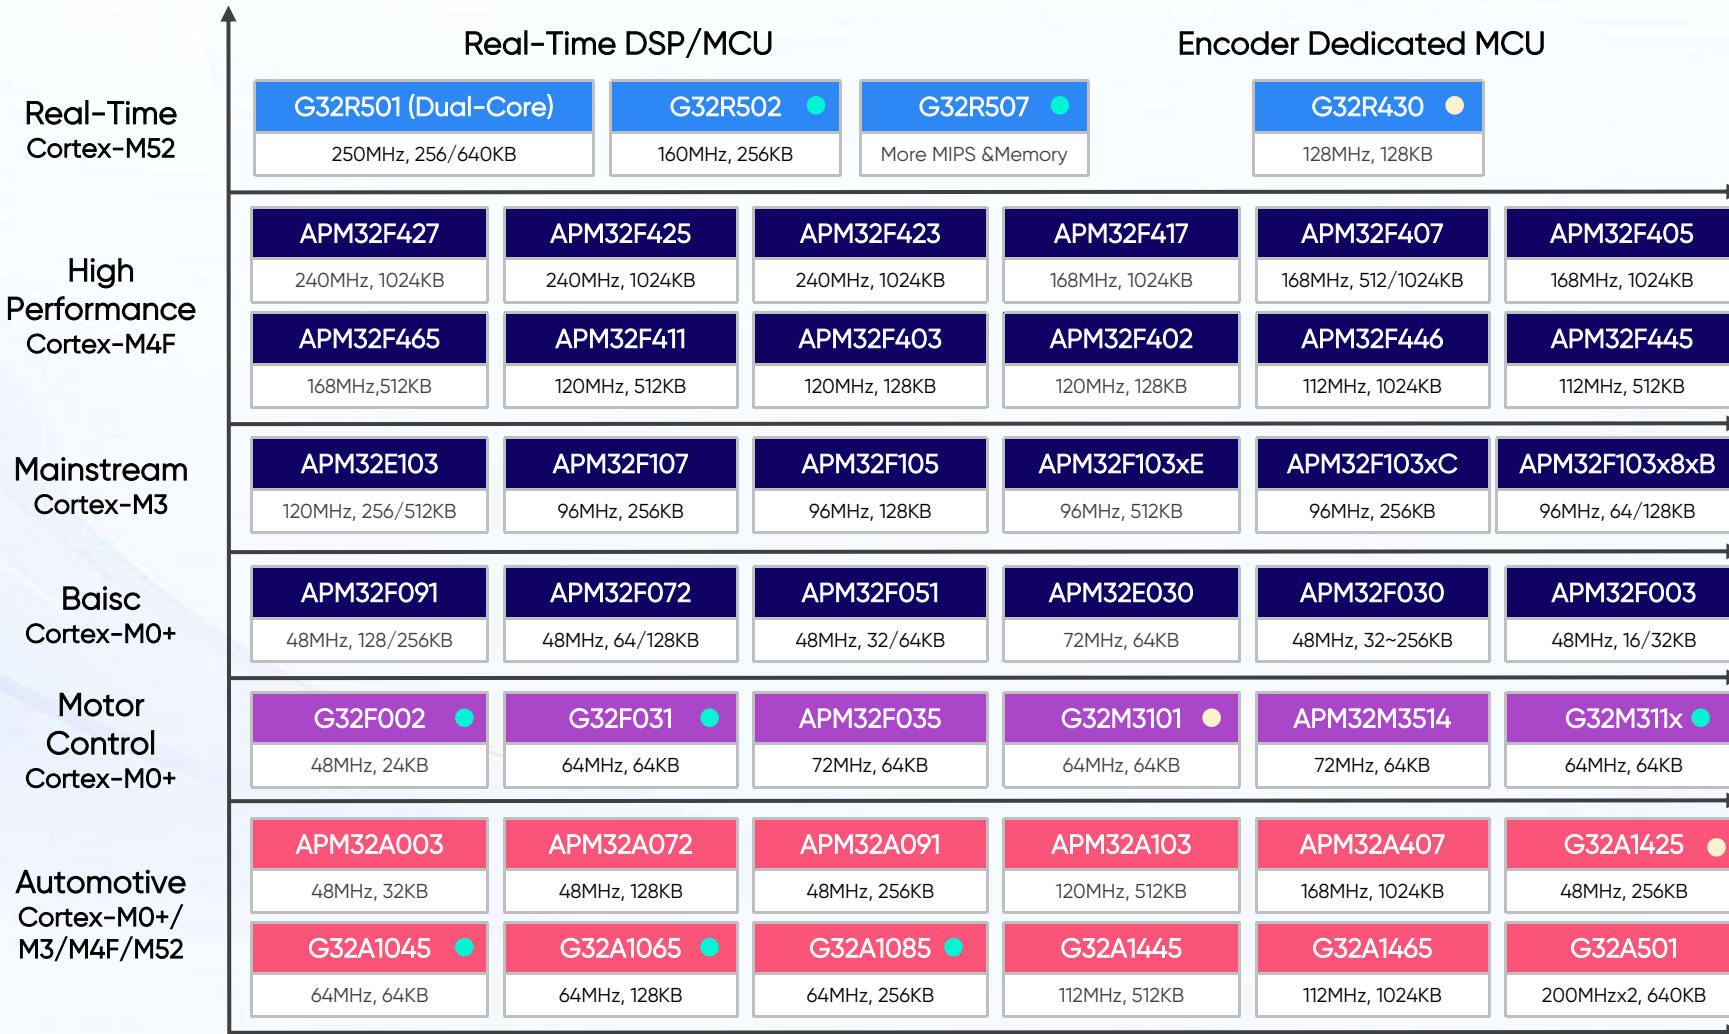 Real-Time DSP/MCU
Encoder Dedicated MCU
Real-Time
Cortex-M52
G32R501 (Dual-Core)
250MHz, 256/640KB
G32R502
160MHz, 256KB
G32R507
More MIPS &Memory
G32R430
128MHz, 128KB
High
Performance
Cortex-M4F
APM32F427
240MHz, 1024KB
APM32F425
240MHz, 1024KB
APM32F423
240MHz, 1024KB
APM32F417
168MHz, 1024KB
APM32F407
168MHz, 512/1024KB
APM32F405
168MHz, 1024KB
APM32F465
168MHz,512KB
APM32F411
120MHz, 512KB
APM32F403
120MHz, 128KB
APM32F402
120MHz, 128KB
APM32F446
112MHz, 1024KB
APM32F445
112MHz, 512KB
Mainstream
Cortex-M3
APM32E103
120MHz, 256/512KB
APM32F107
96MHz, 256KB
APM32F105
96MHz, 128KB
APM32F103xE
96MHz, 512KB
APM32F103xC
96MHz, 256KB
APM32F103x8xB
96MHz, 64/128KB
Baisc
Cortex-M0+
APM32F091
48MHz, 128/256KB
APM32F072
48MHz, 64/128KB
APM32F051
48MHz, 32/64KB
APM32E030
72MHz, 64KB
APM32F030
48MHz, 32~256KB
APM32F003
48MHz, 16/32KB
Motor
Control
Cortex-M0+
G32F002
48MHz, 24KB
G32F031
64MHz, 64KB
APM32F035
72MHz, 64KB
G32M3101
64MHz, 64KB
APM32M3514
72MHz, 64KB
G32M311x
64MHz, 64KB
Automotive
Cortex-M0+/
M3/M4F/M52
APM32A003
48MHz, 32KB
APM32A072
48MHz, 128KB
APM32A091
48MHz, 256KB
APM32A103
120MHz, 512KB
APM32A407
168MHz, 1024KB
G32A1425
48MHz, 256KB
G32A1045
64MHz, 64KB
G32A1065
64MHz, 128KB
G32A1085
64MHz, 256KB
G32A1445
112MHz, 512KB
G32A1465
112MHz, 1024KB
G32A501
200MHzx2, 640KB